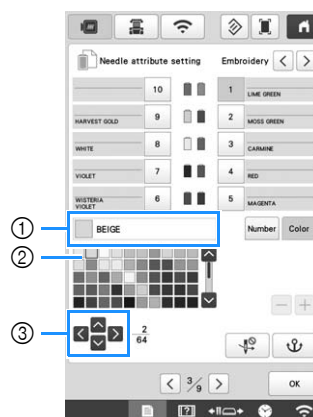 Needle attribute setting
Embroidery
10
1 LIME GREEN
HARVEST GOLD 9
2 MOSS GREEN
WHITE 8
3 CARMINE
VIOLET 7
4 RED
WISTERIA
VIOLET 6
5 MAGENTA
① BEIGE
Number Color
②
③
2
64
3/9
OK